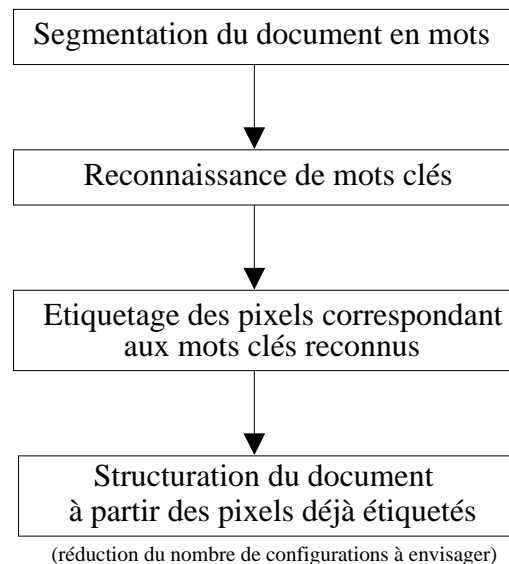 Segmentation du document en mots
Reconnaissance de mots clés
Etiquetage des pixels correspondant
aux mots clés reconnus
Structuration du document
à partir des pixels déjà étiquetés
(réduction du nombre de configurations à envisager)